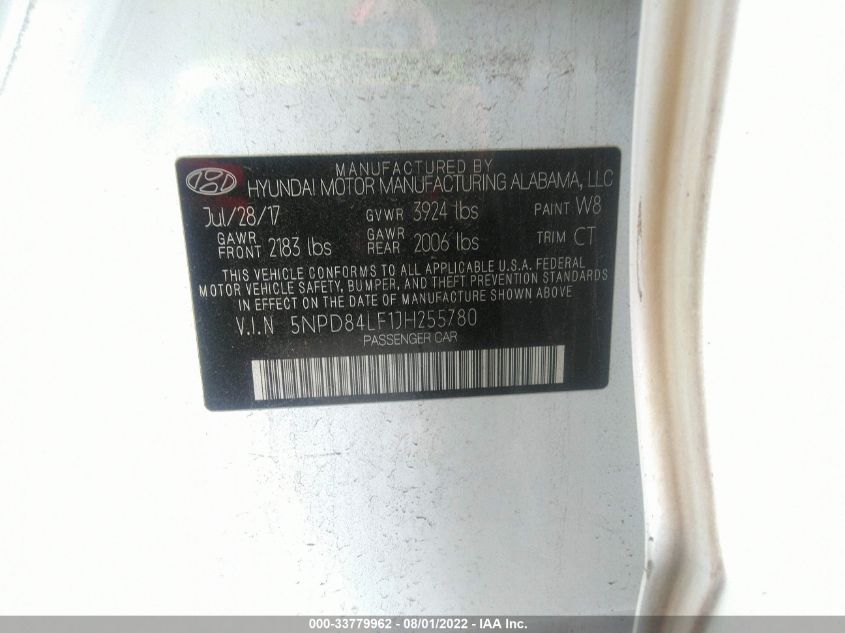 MANUFACTURED BY
HYUNDAI MOTOR MANUFACTURING ALABAMA, LLC
Jul/28/17 GVWR 3924 lbs PAINT W8
GAWR FRONT 2183 lbs GAWR REAR 2006 lbs TRIM CT
THIS VEHICLE CONFORMS TO ALL APPLICABLE U.S.A. FEDERAL
MOTOR VEHICLE SAFETY, BUMPER, AND THEFT PREVENTION STANDARDS
IN EFFECT ON THE DATE OF MANUFACTURE SHOWN ABOVE
V.I.N 5NPD84LF1JH255780
PASSENGER CAR
000-33779962 - 08/01/2022 - IAA Inc.